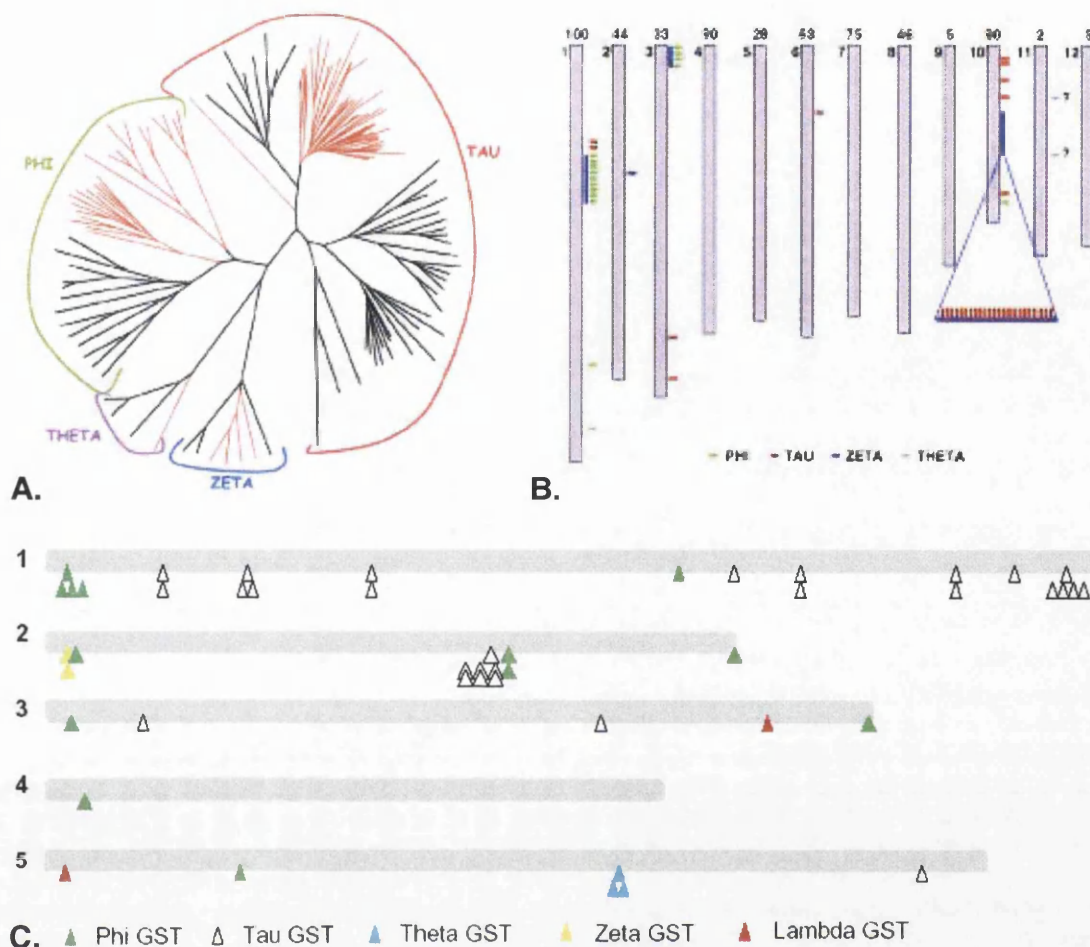 PHI
TAU
THETA
ZETA
A.
100 44 33 90 28 63 75 46 5 90 2
1 2 3 4 5 6 7 8 9 10 11 12
PHI TAU ZETA THETA
B.
1
2
3
4
5
C.
Phi GST Tau GST Theta GST Zeta GST Lambda GST